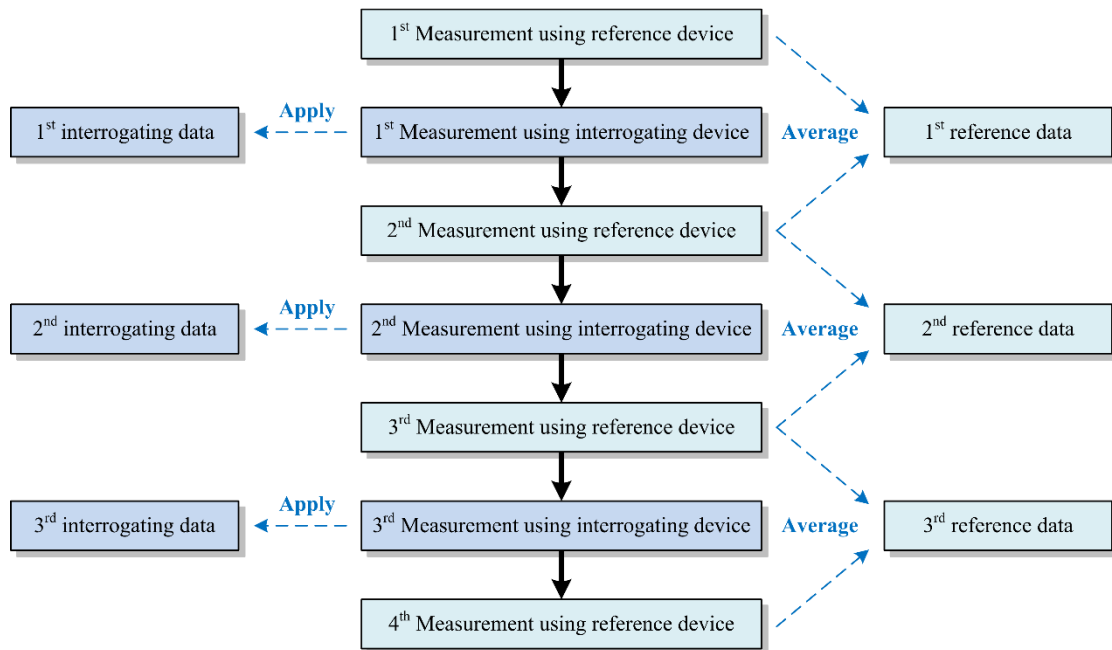 1st Measurement using reference device
Apply
1st interrogating data
1st Measurement using interrogating device
Average
1st reference data
2nd Measurement using reference device
Apply
2nd interrogating data
2nd Measurement using interrogating device
Average
2nd reference data
3rd Measurement using reference device
Apply
3rd interrogating data
3rd Measurement using interrogating device
Average
3rd reference data
4th Measurement using reference device